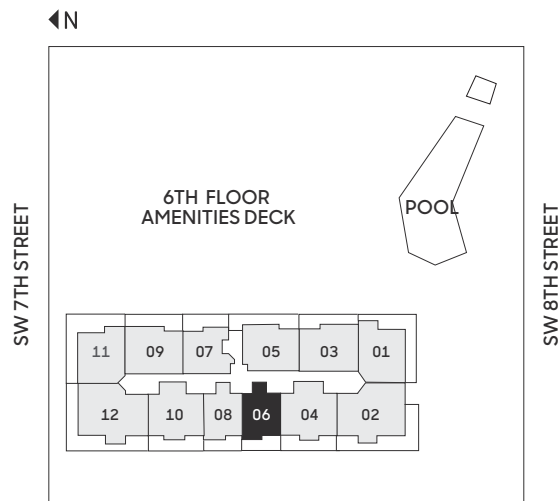 N
6TH FLOOR
AMENITIES DECK
POOL
SW 7TH STREET
SW 8TH STREET
11 09 07 05 03 01
12 10 08 06 04 02